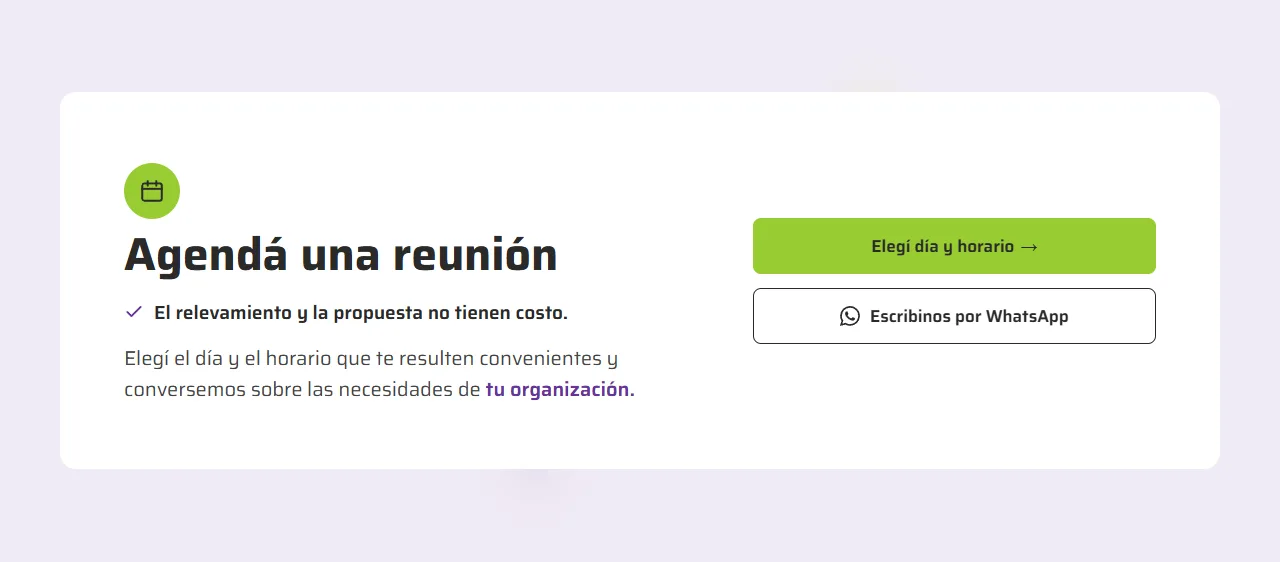 Agendá una reunión
El relevamiento y la propuesta no tienen costo.
Elegí el día y el horario que te resulten convenientes y
conversemos sobre las necesidades de tu organización.
Elegí día y horario →
Escribinos por WhatsApp